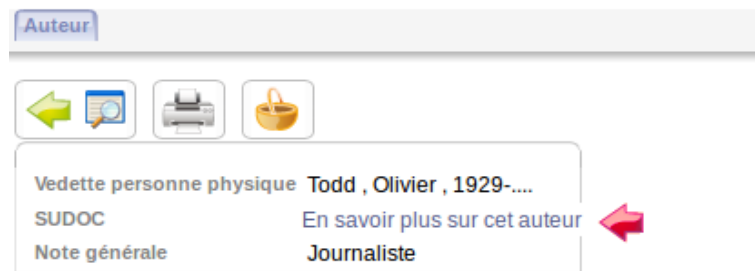 Auteur
Vedette personne physique Todd , Olivier , 1929-....
SUDOC En savoir plus sur cet auteur
Note générale Journaliste